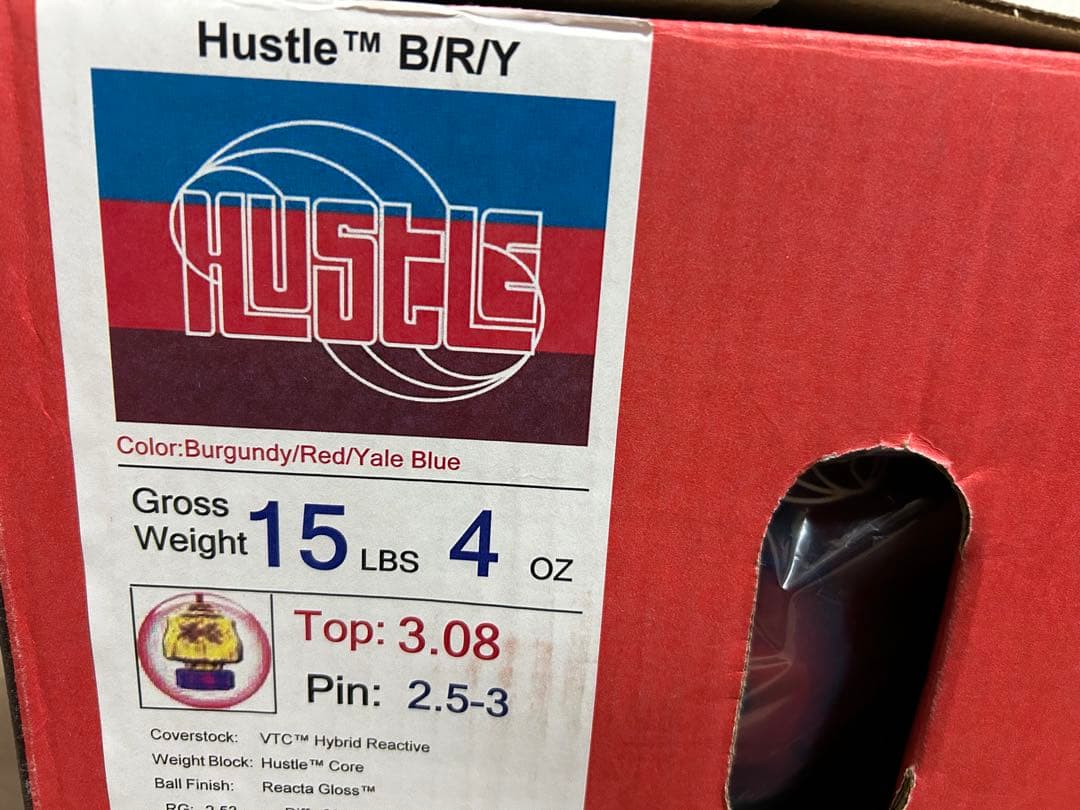 Hustle™ B/R/Y
HUSTLE
Color:Burgundy/Red/Yale Blue
Gross Weight 15 LBS 4 OZ
Top: 3.08
Pin: 2.5-3
Coverstock: VTC™ Hybrid Reactive
Weight Block: Hustle™ Core
Ball Finish: Reacta Gloss™
RG: